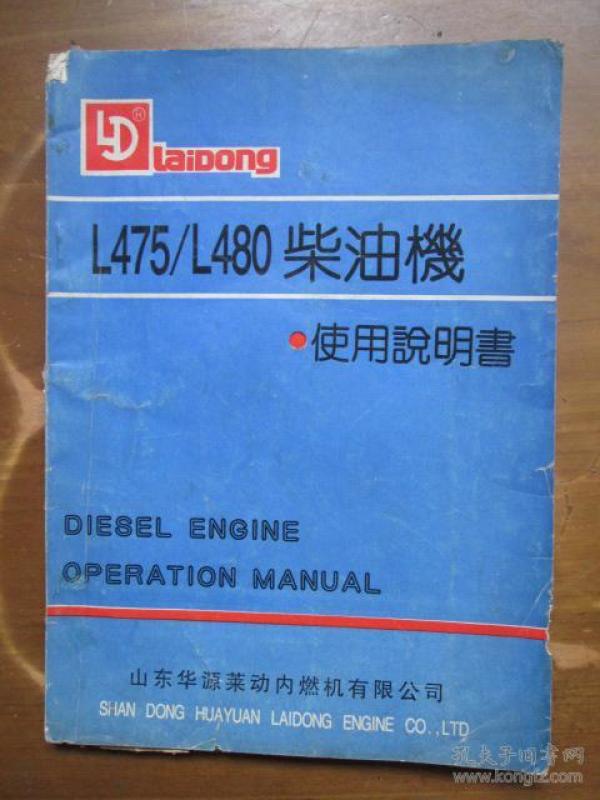 LD®
LaiDong
L475/L480 柴油機
•使用說明書
DIESEL ENGINE
OPERATION MANUAL
山东华源莱动内燃机有限公司
SHAN DONG HUAYUAN LAIDONG ENGINE CO.,LTD
孔夫子旧书网
www.kongfz.com